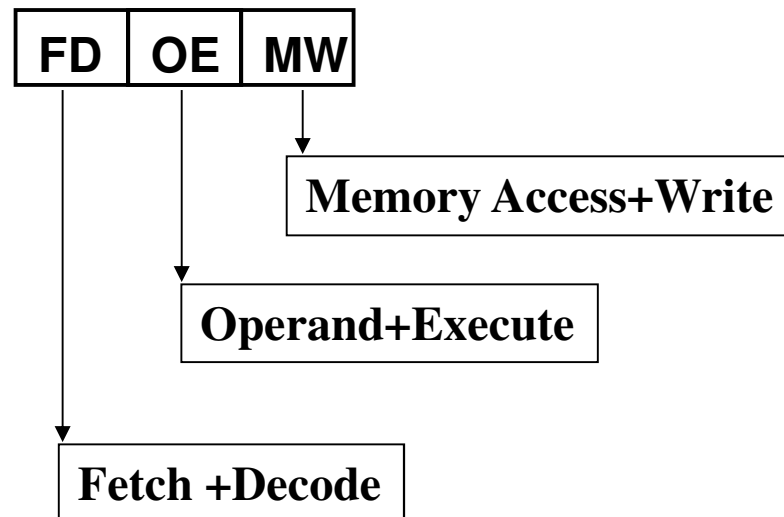 FD OE MW
Memory Access+Write
Operand+Execute
Fetch +Decode